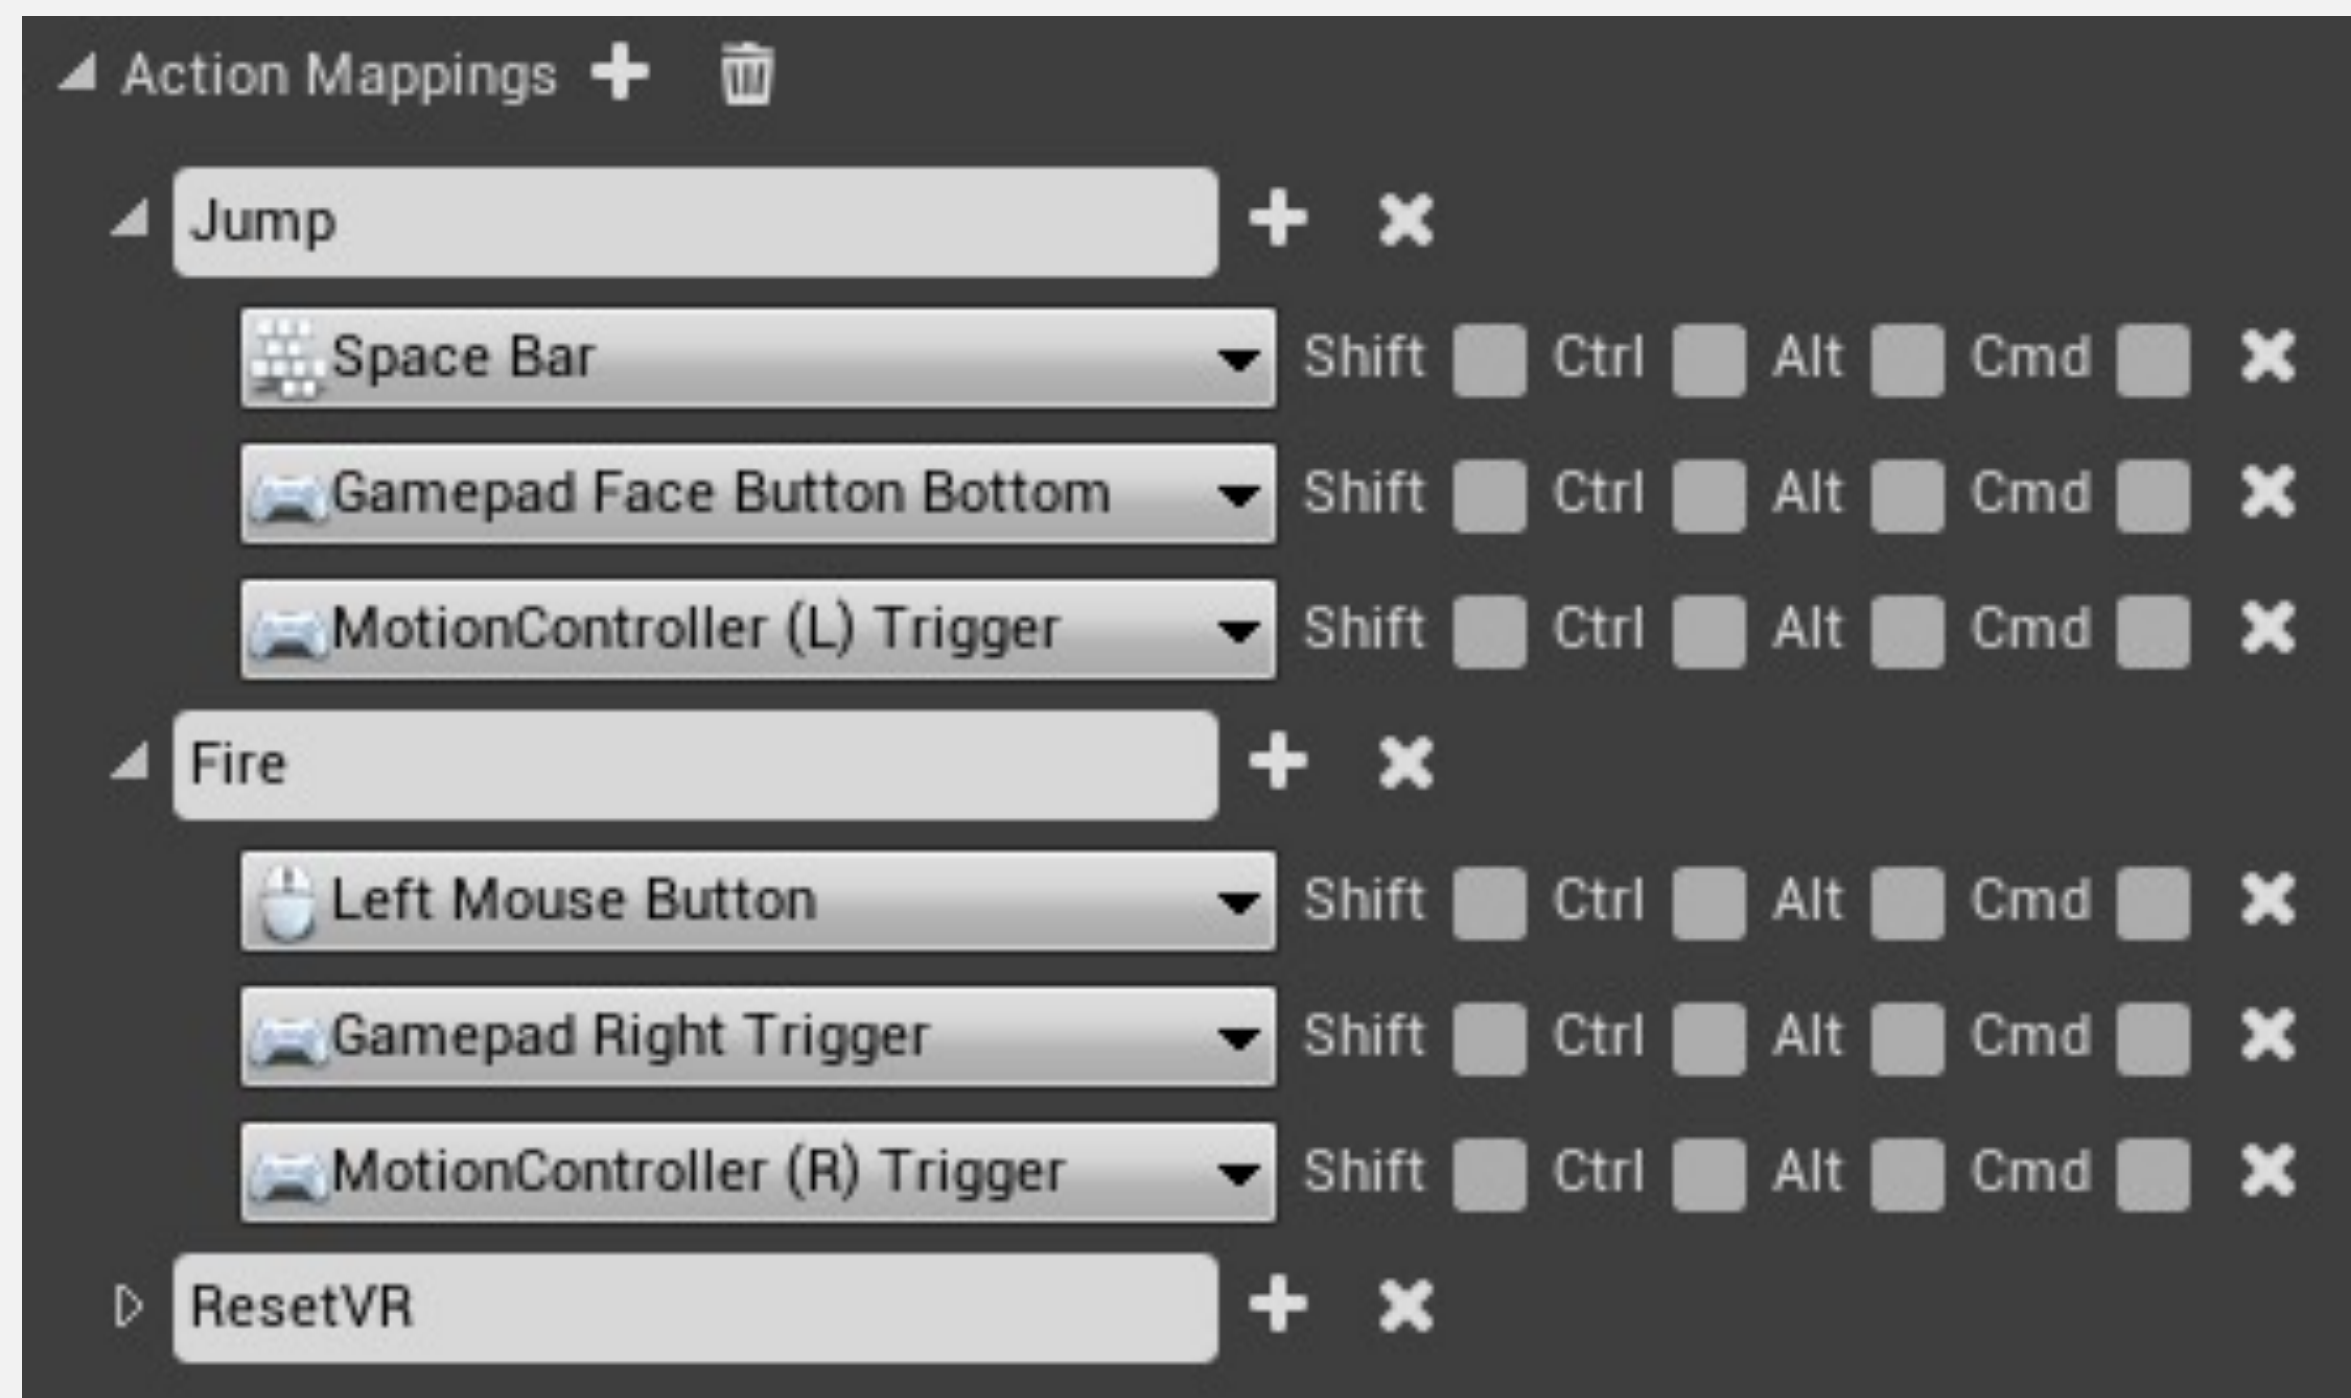 Action Mappings
Jump
Space Bar Shift Ctrl Alt Cmd
Gamepad Face Button Bottom Shift Ctrl Alt Cmd
MotionController (L) Trigger Shift Ctrl Alt Cmd
Fire
Left Mouse Button Shift Ctrl Alt Cmd
Gamepad Right Trigger Shift Ctrl Alt Cmd
MotionController (R) Trigger Shift Ctrl Alt Cmd
ResetVR